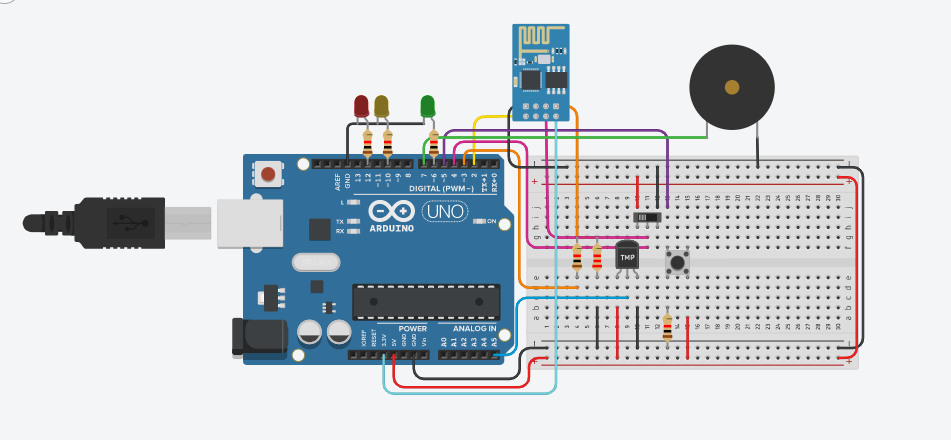 AREF
GND
13
12
~11
~10
~9
8
7
~6
~5
4
~3
2
TX→1
RX←0
DIGITAL (PWM~)
L
TX
RX
UNO
ON
ARDUINO
TMP
POWER
ANALOG IN
IOREF
RESET
3.3V
5V
GND
GND
Vin
A0
A1
A2
A3
A4
A5